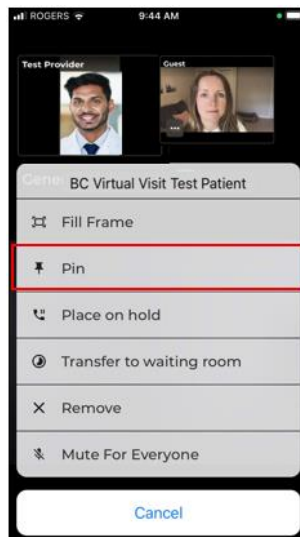 ROGERS 9:44 AM
Test Provider
Guest
BC Virtual Visit Test Patient
Fill Frame
Pin
Place on hold
Transfer to waiting room
Remove
Mute For Everyone
Cancel